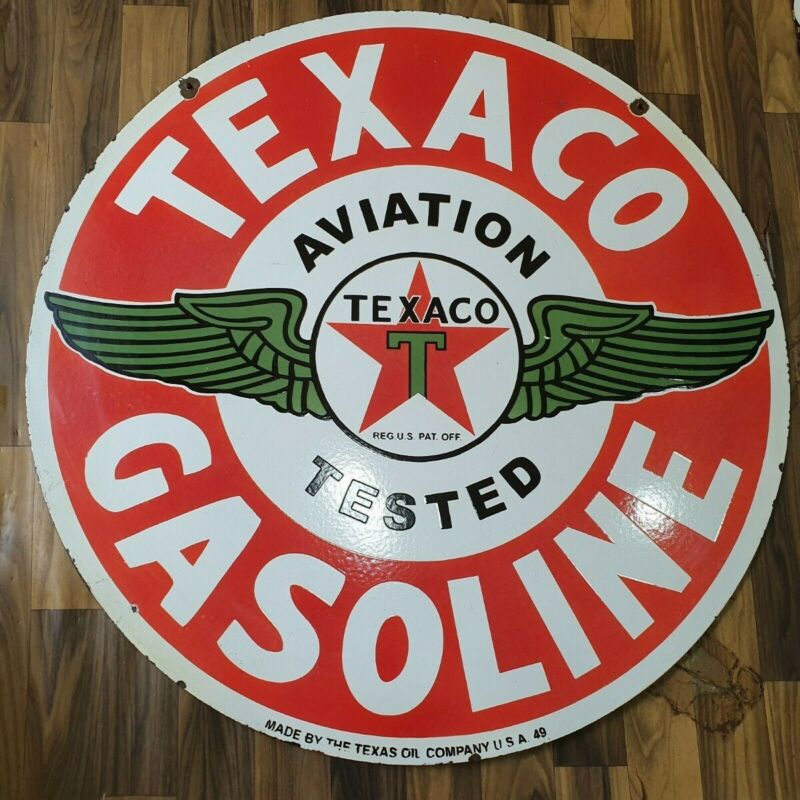 TEXACO
AVIATION
TEXACO
T
REG.U.S. PAT. OFF.
TESTED
GASOLINE
MADE BY THE TEXAS OIL COMPANY U S A. 49